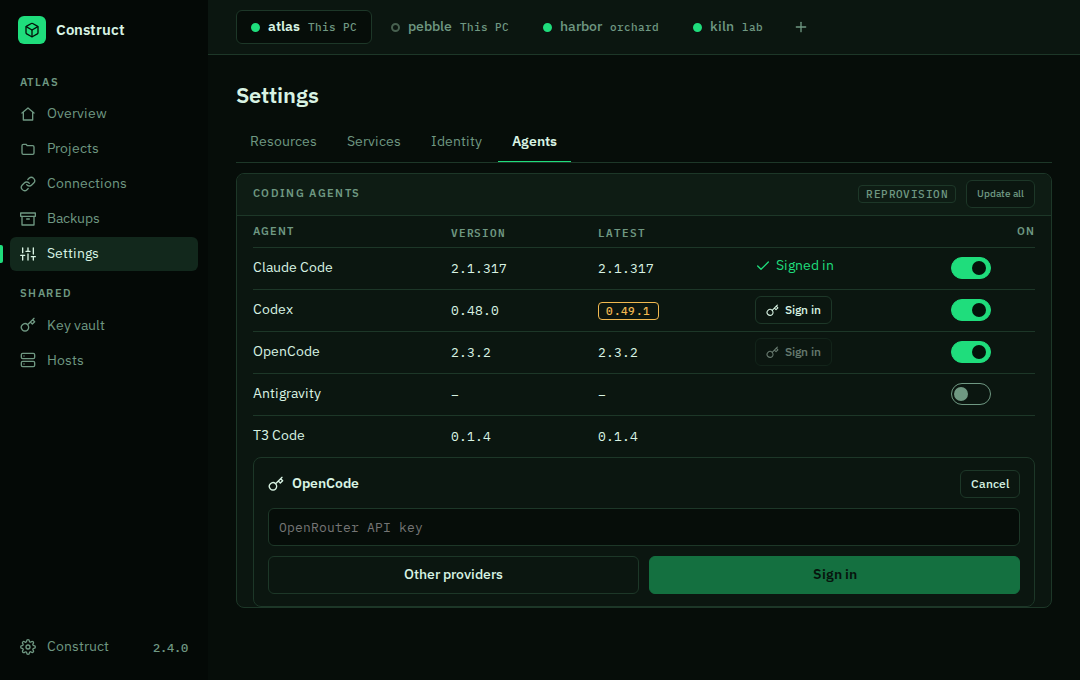 Construct
atlas This PC
pebble This PC
harbor orchard
kiln lab
ATLAS
Overview
Projects
Connections
Backups
Settings
SHARED
Key vault
Hosts
Construct 2.4.0
Settings
Resources Services Identity Agents
CODING AGENTS REPROVISION Update all
AGENT VERSION LATEST ON
Claude Code 2.1.317 2.1.317 Signed in
Codex 0.48.0 0.49.1 Sign in
OpenCode 2.3.2 2.3.2 Sign in
Antigravity – –
T3 Code 0.1.4 0.1.4
OpenCode Cancel
OpenRouter API key
Other providers Sign in